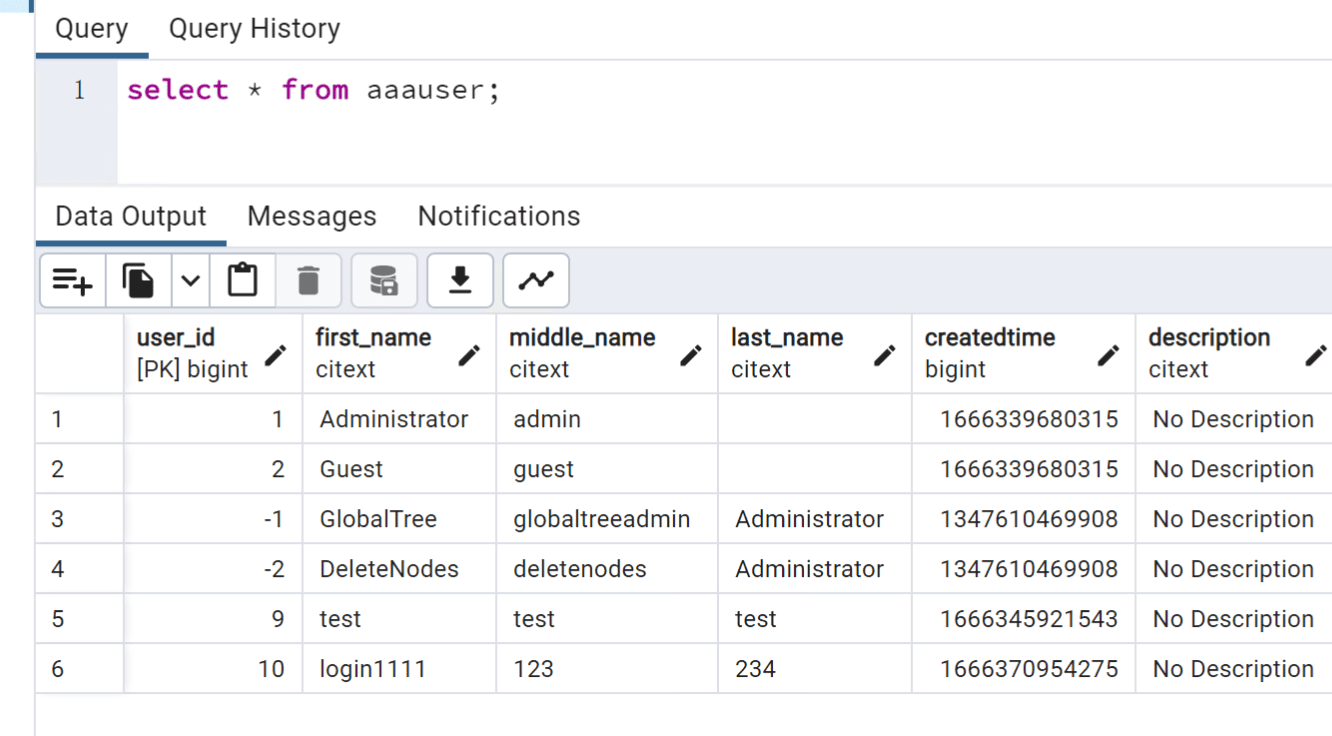 Query Query History
1 select * from aaauser;
Data Output Messages Notifications
user_id first_name middle_name last_name createdtime description
[PK] bigint citext citext citext bigint citext
1 1 Administrator admin 1666339680315 No Description
2 2 Guest guest 1666339680315 No Description
3 -1 GlobalTree globaltreeadmin Administrator 1347610469908 No Description
4 -2 DeleteNodes deletenodes Administrator 1347610469908 No Description
5 9 test test test 1666345921543 No Description
6 10 login1111 123 234 1666370954275 No Description